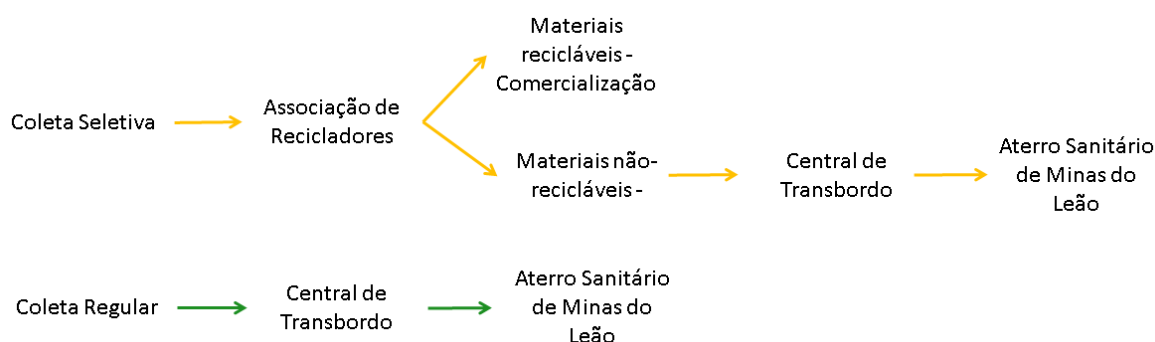 Materiais
recicláveis -
Comercialização
Coleta Seletiva
Associação de
Recicladores
Materiais não-
recicláveis -
Central de
Transbordo
Aterro Sanitário
de Minas do
Leão
Coleta Regular
Central de
Transbordo
Aterro Sanitário
de Minas do
Leão